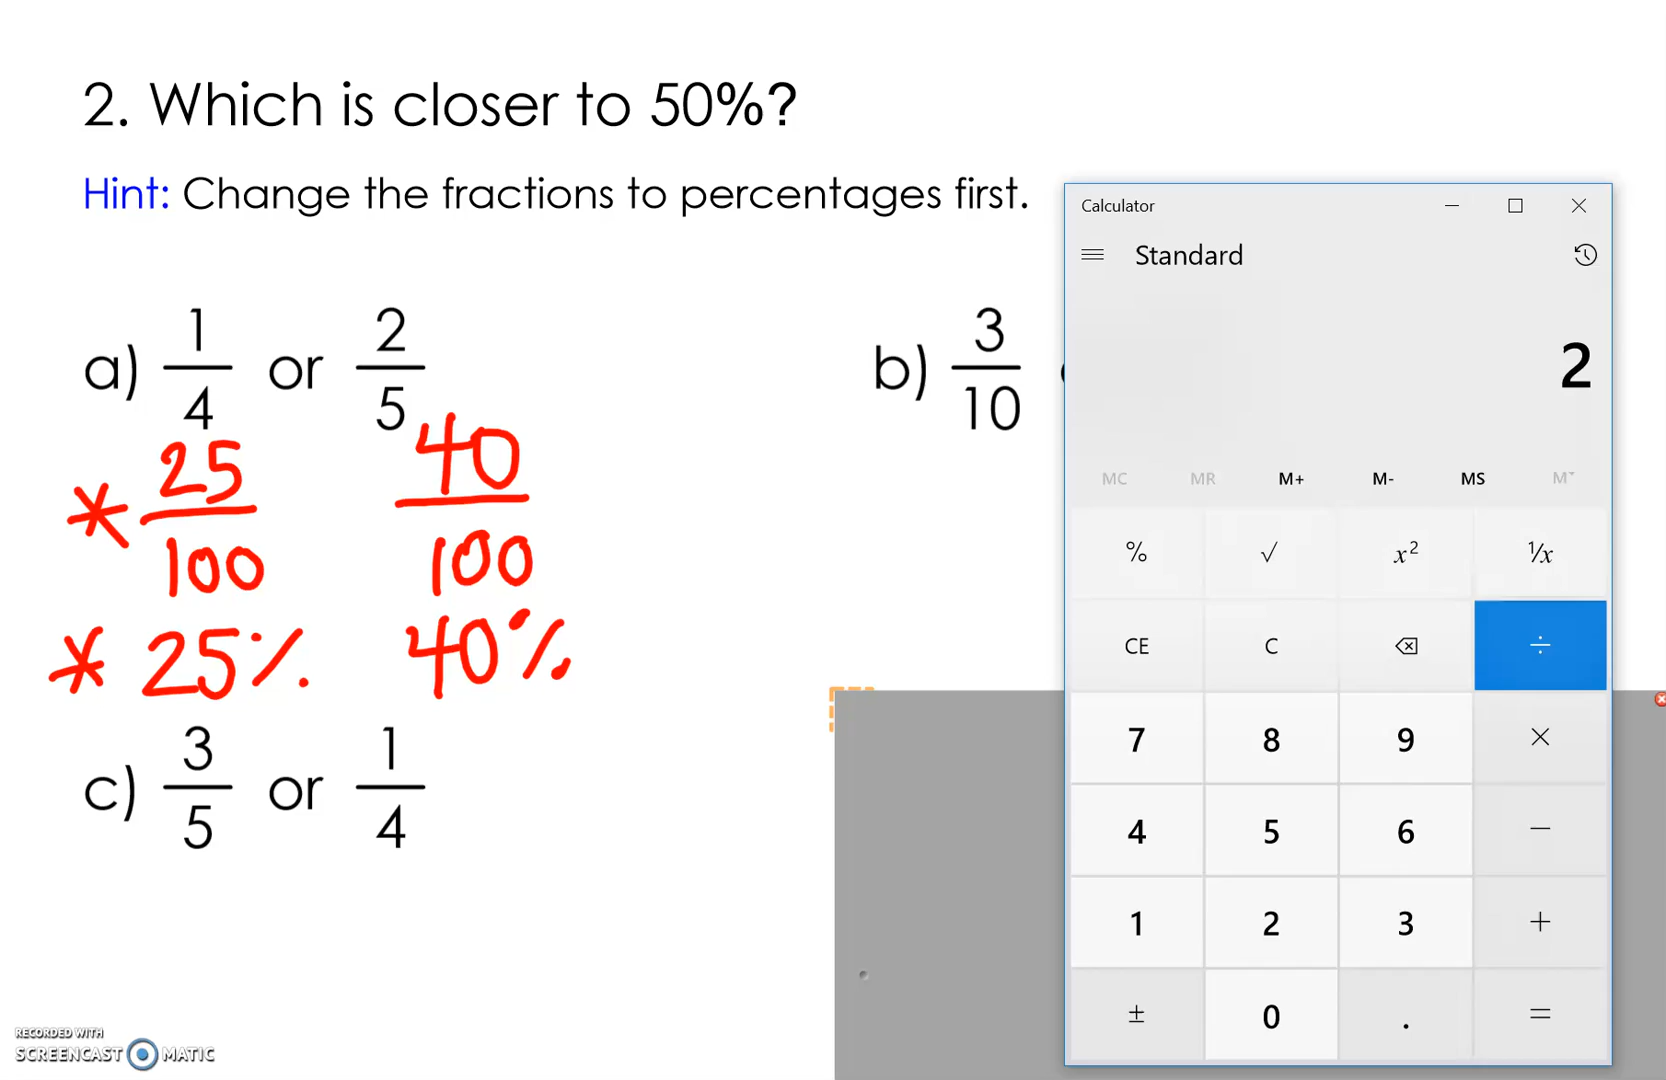 2. Which is closer to 50%?
Hint: Change the fractions to percentages first.
a) 1/4 or 2/5
b) 3/10
* 25/100 40/100
* 25% 40%
c) 3/5 or 1/4
Calculator
Standard
2
MC MR M+ M- MS M˅
% √ x² ¹/x
CE C ⌫ ÷
7 8 9 ×
4 5 6 −
1 2 3 +
± 0 . =
RECORDED WITH
SCREENCAST MATIC